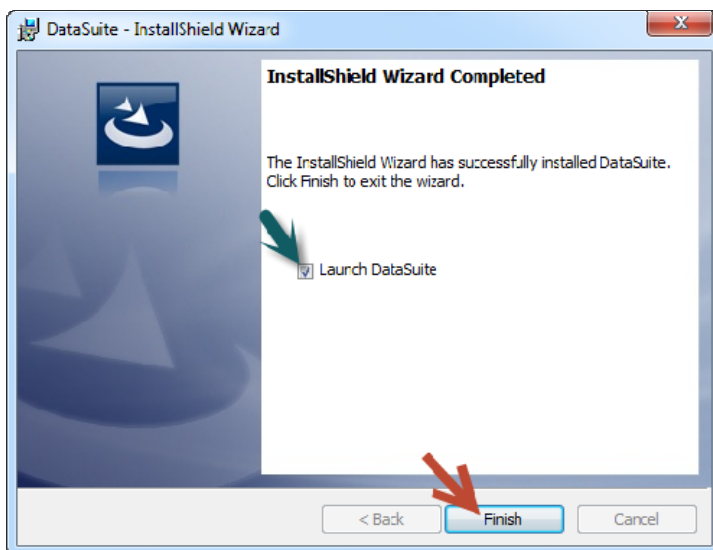 DataSuite - InstallShield Wizard
InstallShield Wizard Completed
The InstallShield Wizard has successfully installed DataSuite.
Click Finish to exit the wizard.
Launch DataSuite
< Back
Finish
Cancel